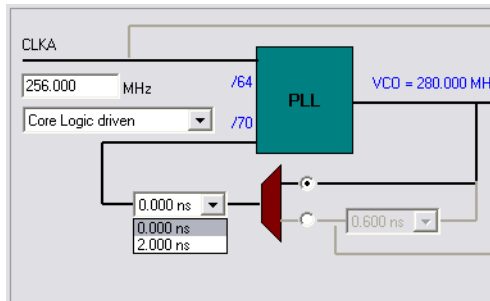 CLKA
256.000 MHz
/64
PLL
VCO = 280.000 MH
Core Logic driven
/70
0.000 ns
0.000 ns
2.000 ns
0.600 ns